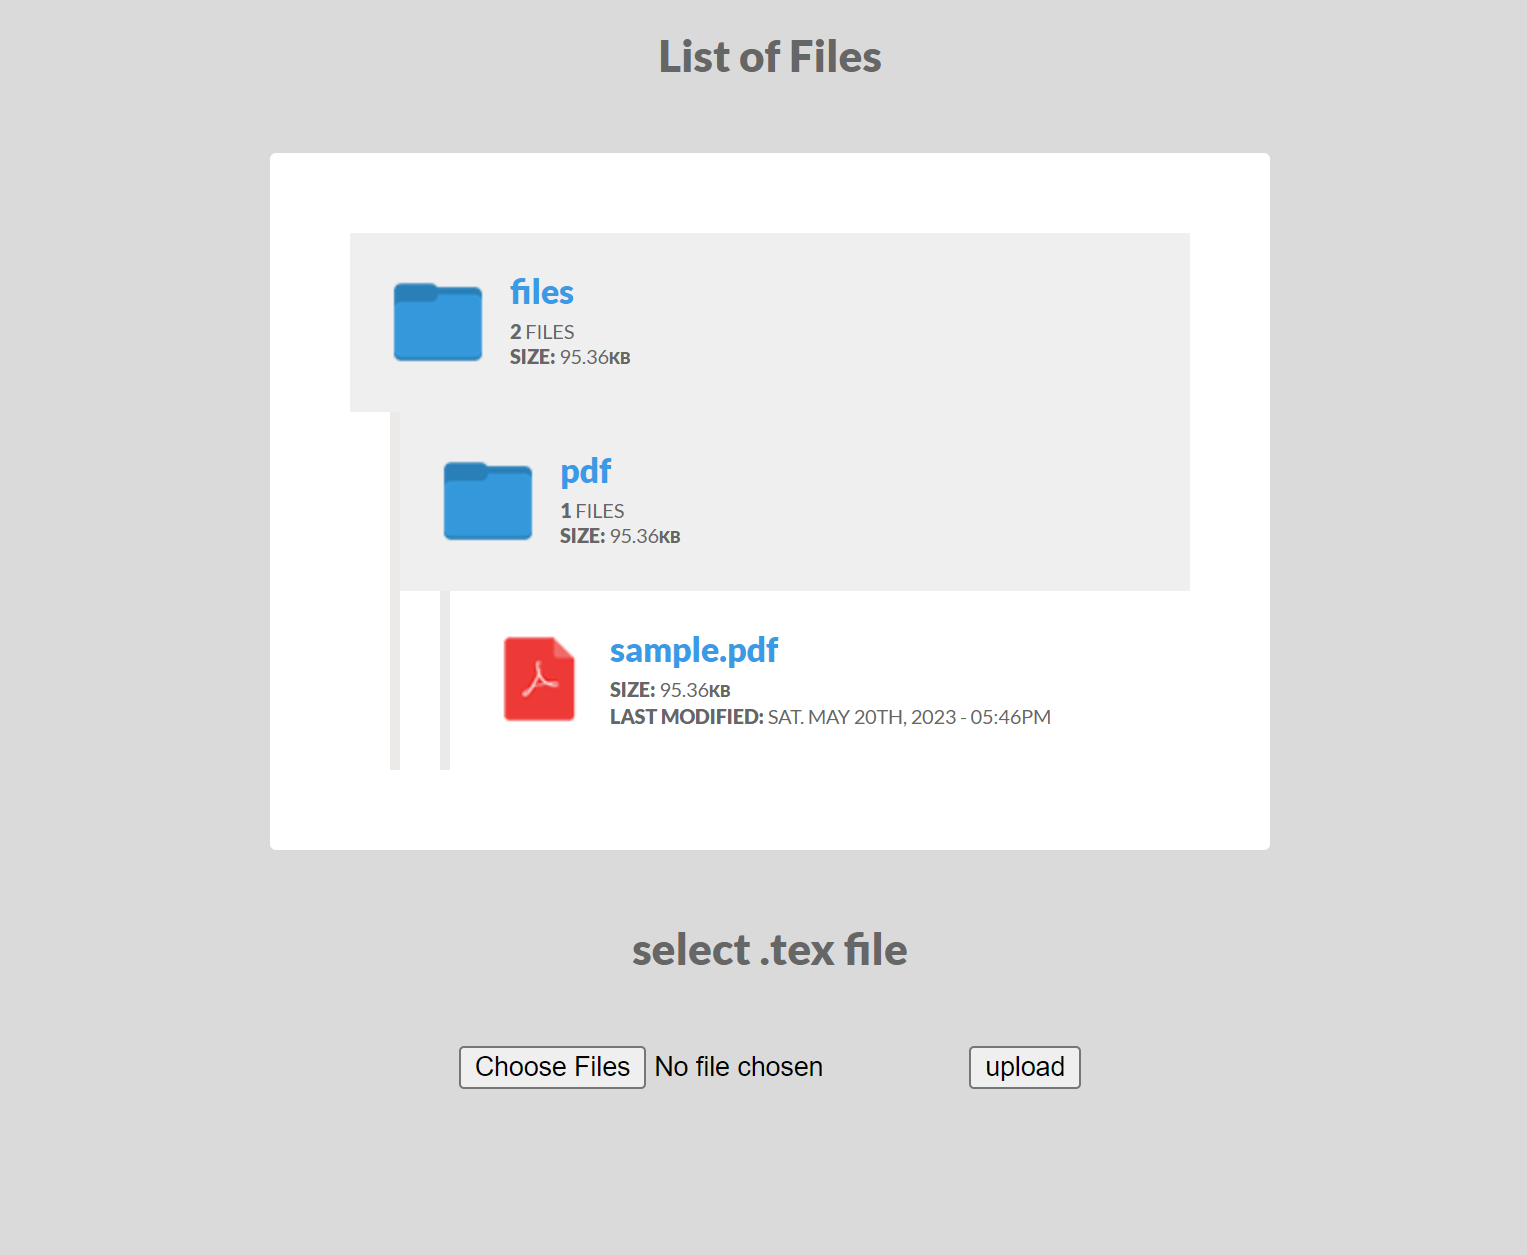 List of Files
files
2 FILES
SIZE: 95.36KB
pdf
1 FILES
SIZE: 95.36KB
sample.pdf
SIZE: 95.36KB
LAST MODIFIED: SAT. MAY 20TH, 2023 - 05:46PM
select .tex file
Choose Files No file chosen upload